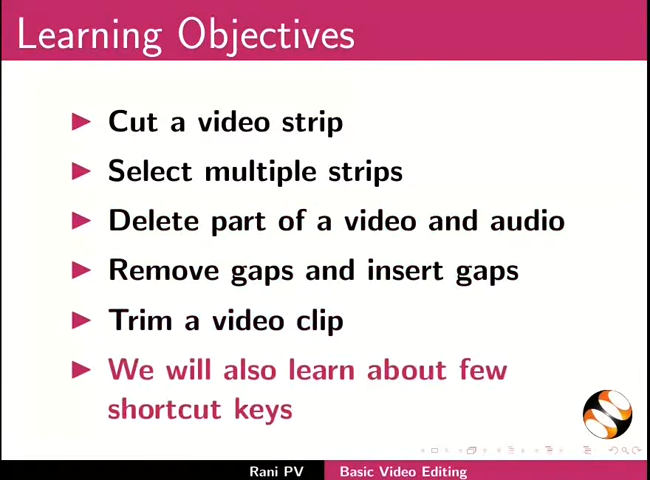 Learning Objectives
Cut a video strip
Select multiple strips
Delete part of a video and audio
Remove gaps and insert gaps
Trim a video clip
We will also learn about few
shortcut keys
Rani PV
Basic Video Editing